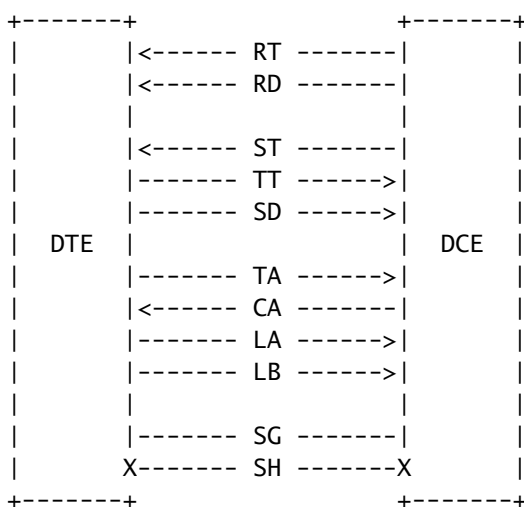 +-------+                 +-------+
|       |<------ RT -------|       |
|       |<------ RD -------|       |
|       |                  |       |
|       |<------ ST -------|       |
|       |------- TT ------>|       |
|       |------- SD ------>|       |
|  DTE  |                  |  DCE  |
|       |------- TA ------>|       |
|       |<------ CA -------|       |
|       |------- LA ------>|       |
|       |------- LB ------>|       |
|       |                  |       |
|       |------- SG -------|       |
|       X------- SH -------X       |
+-------+                  +-------+